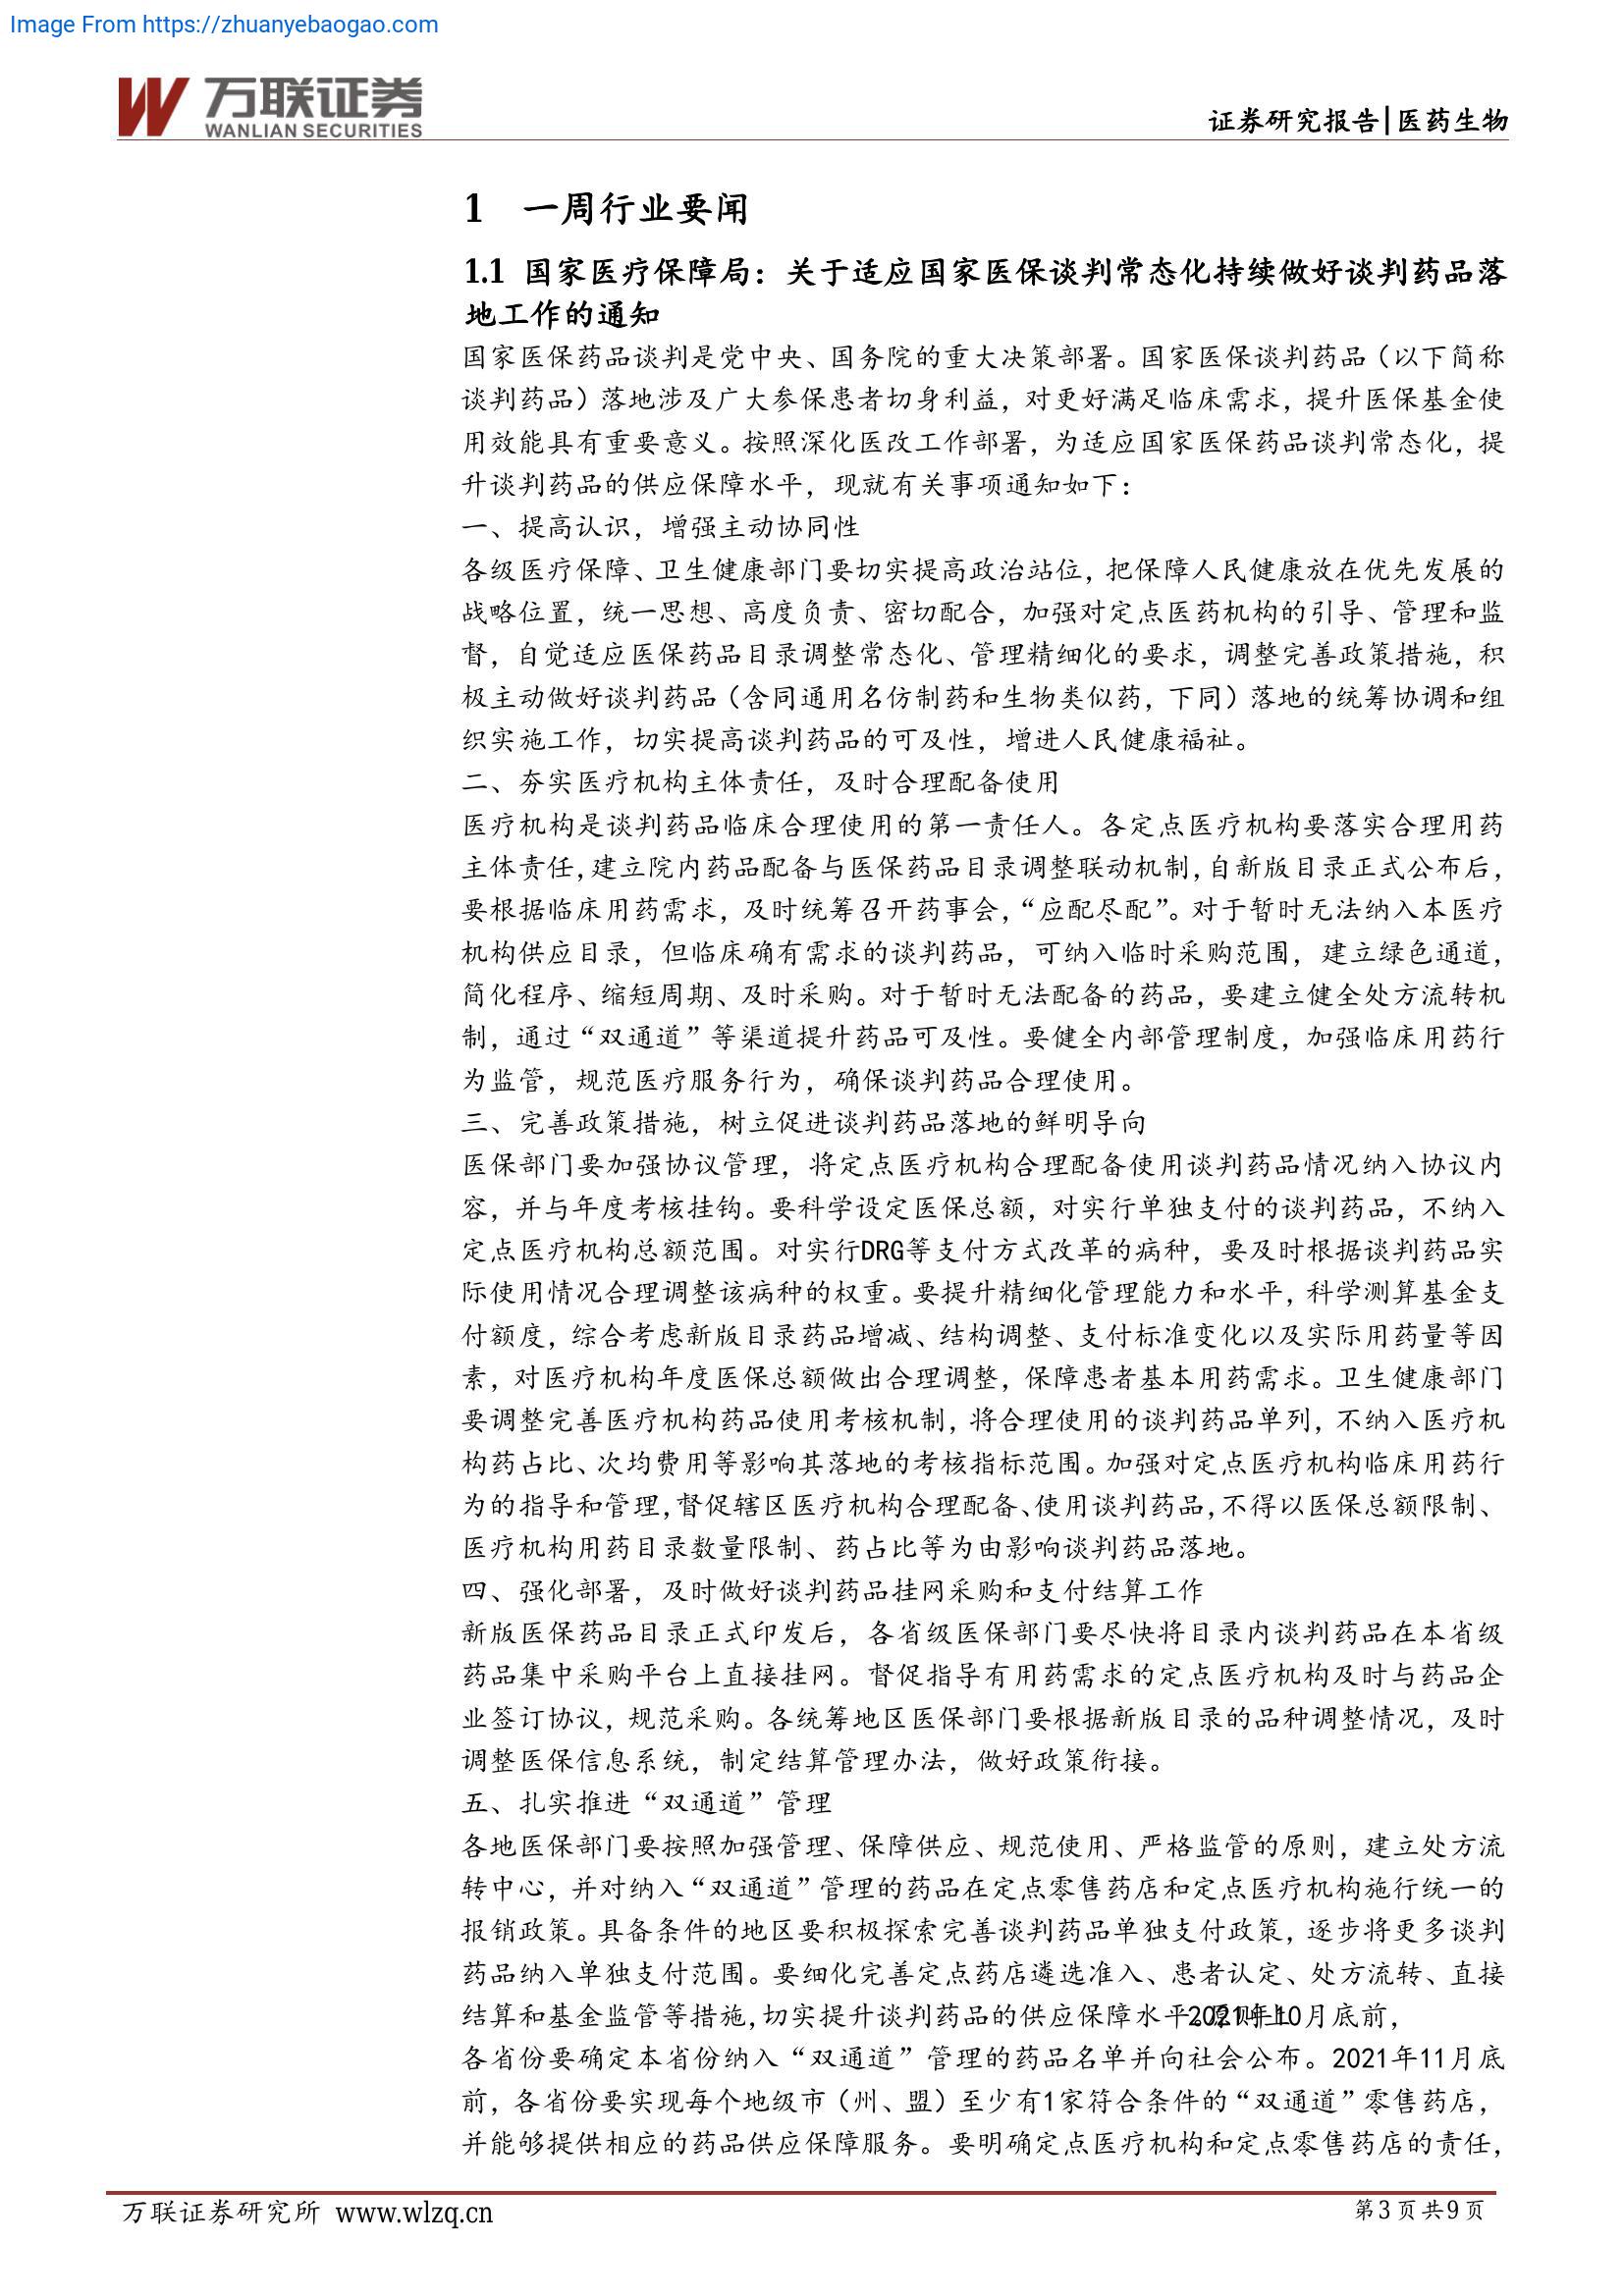 Image From https://zhuanyebaogao.com
万联证券
WANLIAN SECURITIES
证券研究报告|医药生物
1 一周行业要闻
1.1 国家医疗保障局：关于适应国家医保谈判常态化持续做好谈判药品落
地工作的通知
国家医保药品谈判是党中央、国务院的重大决策部署。国家医保谈判药品（以下简称
谈判药品）落地涉及广大参保患者切身利益，对更好满足临床需求，提升医保基金使
用效能具有重要意义。按照深化医改工作部署，为适应国家医保药品谈判常态化，提
升谈判药品的供应保障水平，现就有关事项通知如下：
一、提高认识，增强主动协同性
各级医疗保障、卫生健康部门要切实提高政治站位，把保障人民健康放在优先发展的
战略位置，统一思想、高度负责、密切配合，加强对定点医药机构的引导、管理和监
督，自觉适应医保药品目录调整常态化、管理精细化的要求，调整完善政策措施，积
极主动做好谈判药品（含同通用名仿制药和生物类似药，下同）落地的统筹协调和组
织实施工作，切实提高谈判药品的可及性，增进人民健康福祉。
二、夯实医疗机构主体责任，及时合理配备使用
医疗机构是谈判药品临床合理使用的第一责任人。各定点医疗机构要落实合理用药
主体责任，建立院内药品配备与医保药品目录调整联动机制，自新版目录正式公布后，
要根据临床用药需求，及时统筹召开药事会，“应配尽配”。对于暂时无法纳入本医疗
机构供应目录，但临床确有需求的谈判药品，可纳入临时采购范围，建立绿色通道，
简化程序、缩短周期、及时采购。对于暂时无法配备的药品，要建立健全处方流转机
制，通过“双通道”等渠道提升药品可及性。要健全内部管理制度，加强临床用药行
为监管，规范医疗服务行为，确保谈判药品合理使用。
三、完善政策措施，树立促进谈判药品落地的鲜明导向
医保部门要加强协议管理，将定点医疗机构合理配备使用谈判药品情况纳入协议内
容，并与年度考核挂钩。要科学设定医保总额，对实行单独支付的谈判药品，不纳入
定点医疗机构总额范围。对实行DRG等支付方式改革的病种，要及时根据谈判药品实
际使用情况合理调整该病种的权重。要提升精细化管理能力和水平，科学测算基金支
付额度，综合考虑新版目录药品增减、结构调整、支付标准变化以及实际用药量等因
素，对医疗机构年度医保总额做出合理调整，保障患者基本用药需求。卫生健康部门
要调整完善医疗机构药品使用考核机制，将合理使用的谈判药品单列，不纳入医疗机
构药占比、次均费用等影响其落地的考核指标范围。加强对定点医疗机构临床用药行
为的指导和管理，督促辖区医疗机构合理配备、使用谈判药品，不得以医保总额限制、
医疗机构用药目录数量限制、药占比等为由影响谈判药品落地。
四、强化部署，及时做好谈判药品挂网采购和支付结算工作
新版医保药品目录正式印发后，各省级医保部门要尽快将目录内谈判药品在本省级
药品集中采购平台上直接挂网。督促指导有用药需求的定点医疗机构及时与药品企
业签订协议，规范采购。各统筹地区医保部门要根据新版目录的品种调整情况，及时
调整医保信息系统，制定结算管理办法，做好政策衔接。
五、扎实推进“双通道”管理
各地医保部门要按照加强管理、保障供应、规范使用、严格监管的原则，建立处方流
转中心，并对纳入“双通道”管理的药品在定点零售药店和定点医疗机构施行统一的
报销政策。具备条件的地区要积极探索完善谈判药品单独支付政策，逐步将更多谈判
药品纳入单独支付范围。要细化完善定点药店遴选准入、患者认定、处方流转、直接
结算和基金监管等措施，切实提升谈判药品的供应保障水平。原则上2021年10月底前，
各省份要确定本省份纳入“双通道”管理的药品名单并向社会公布。2021年11月底
前，各省份要实现每个地级市（州、盟）至少有1家符合条件的“双通道”零售药店，
并能够提供相应的药品供应保障服务。要明确定点医疗机构和定点零售药店的责任，
万联证券研究所 www.wlzq.cn
第3页共9页